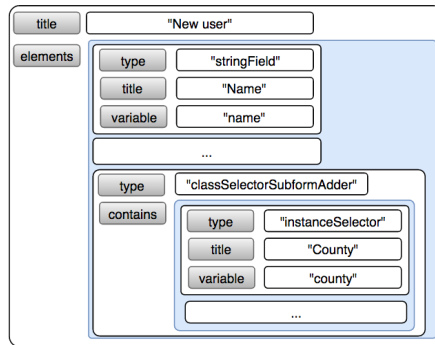 title "New user"
elements
type "stringField"
title "Name"
variable "name"
...
type "classSelectorSubformAdder"
contains
type "instanceSelector"
title "County"
variable "county"
...